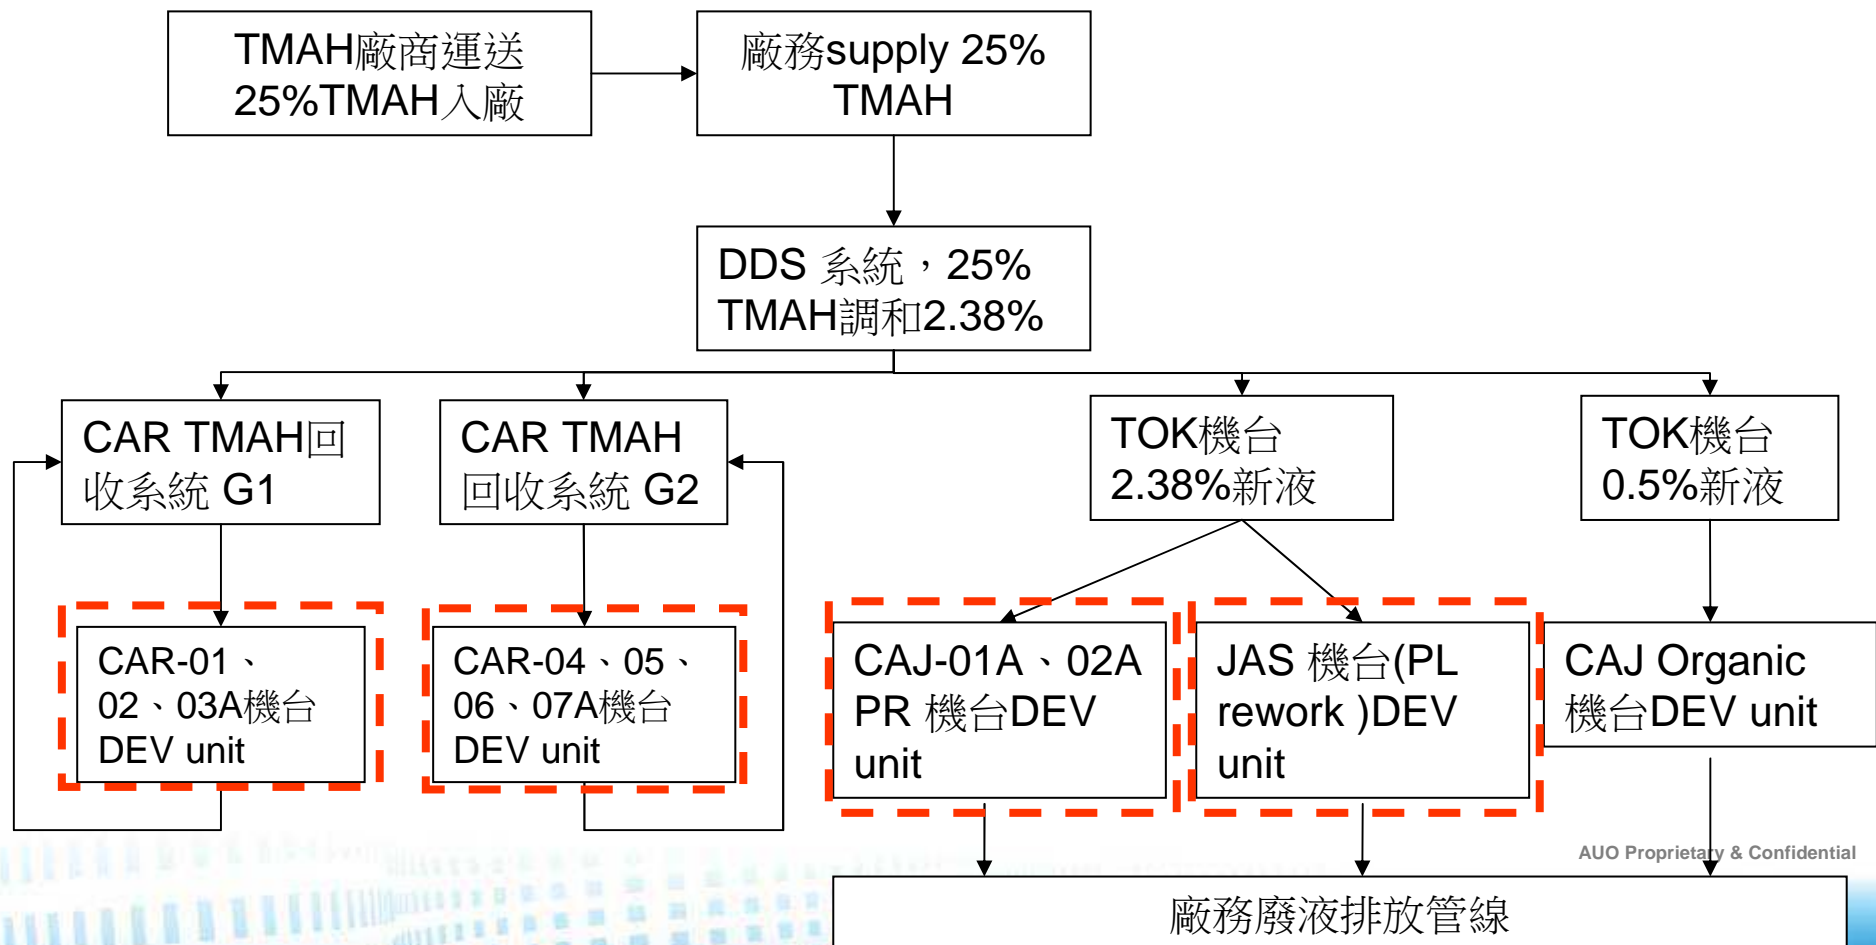 TMAH廠商運送
25%TMAH入廠
廠務supply 25%
TMAH
DDS 系統，25%
TMAH調和2.38%
CAR TMAH回
收系統 G1
CAR TMAH
回收系統 G2
TOK機台
2.38%新液
TOK機台
0.5%新液
CAR-01、
02、03A機台
DEV unit
CAR-04、05、
06、07A機台
DEV unit
CAJ-01A、02A
PR 機台DEV
unit
JAS 機台(PL
rework )DEV
unit
CAJ Organic
機台DEV unit
AUO Proprietary & Confidential
廠務廢液排放管線